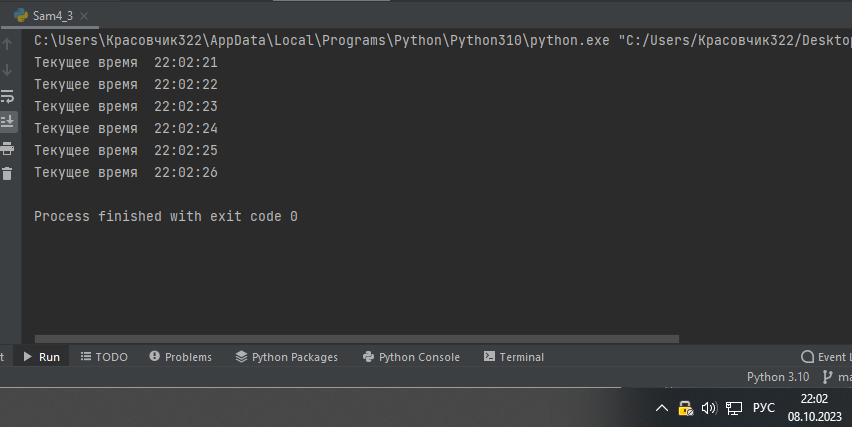 Sam4_3
C:\Users\Красовчик322\AppData\Local\Programs\Python\Python310\python.exe "C:/Users/Красовчик322/Deskto
Текущее время  22:02:21
Текущее время  22:02:22
Текущее время  22:02:23
Текущее время  22:02:24
Текущее время  22:02:25
Текущее время  22:02:26
Process finished with exit code 0
t Run TODO Problems Python Packages Python Console Terminal Event L
Python 3.10 ma
РУС 22:02
08.10.2023